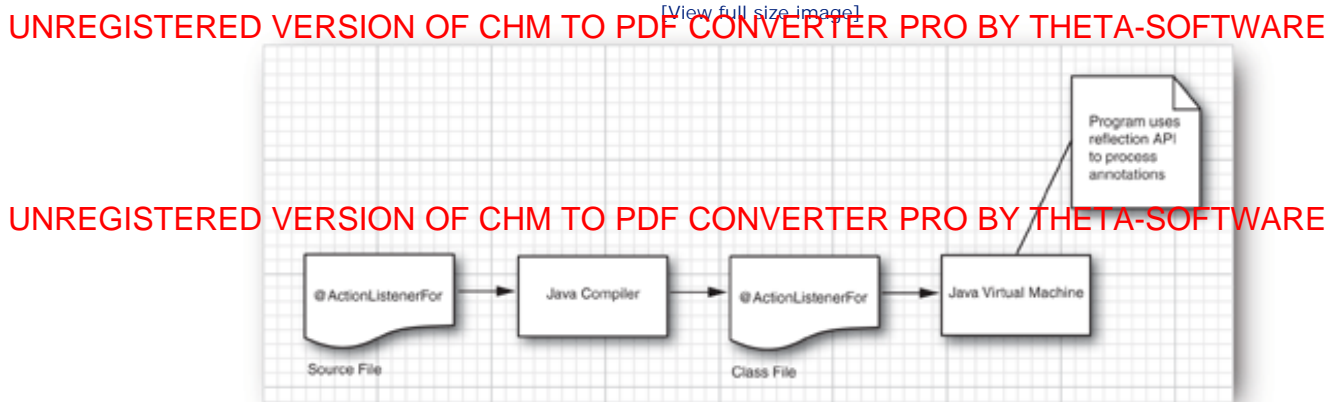 [View full size image]
UNREGISTERED VERSION OF CHM TO PDF CONVERTER PRO BY THETA-SOFTWARE
Program uses
reflection API
to process
annotations
UNREGISTERED VERSION OF CHM TO PDF CONVERTER PRO BY THETA-SOFTWARE
@ActionListenerFor
Java Compiler
@ActionListenerFor
Java Virtual Machine
Source File
Class File